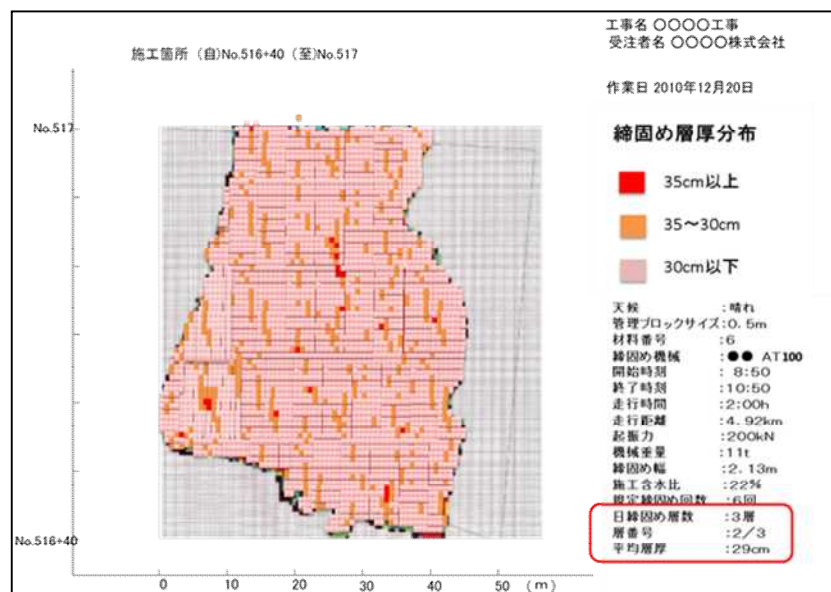 工事名 〇〇〇〇工事
受注者名 〇〇〇〇株式会社
施工箇所 (自)No.516+40 (至)No.517
作業日 2010年12月20日
No.517
No.516+40
0 10 20 30 40 50 (m)
締固め層厚分布
35cm以上
35～30cm
30cm以下
天候 :晴れ
管理ブロックサイズ:0.5m
材料番号 :6
締固め機械 :●● AT100
開始時刻 : 8:50
終了時刻 :10:50
走行時間 :2:00h
走行距離 :4.92km
起振力 :200kN
機械重量 :11t
締固め幅 :2.13m
施工含水比 :22%
規定締固め回数 :6回
日締固め層数 :3層
層番号 :2／3
平均層厚 :29cm